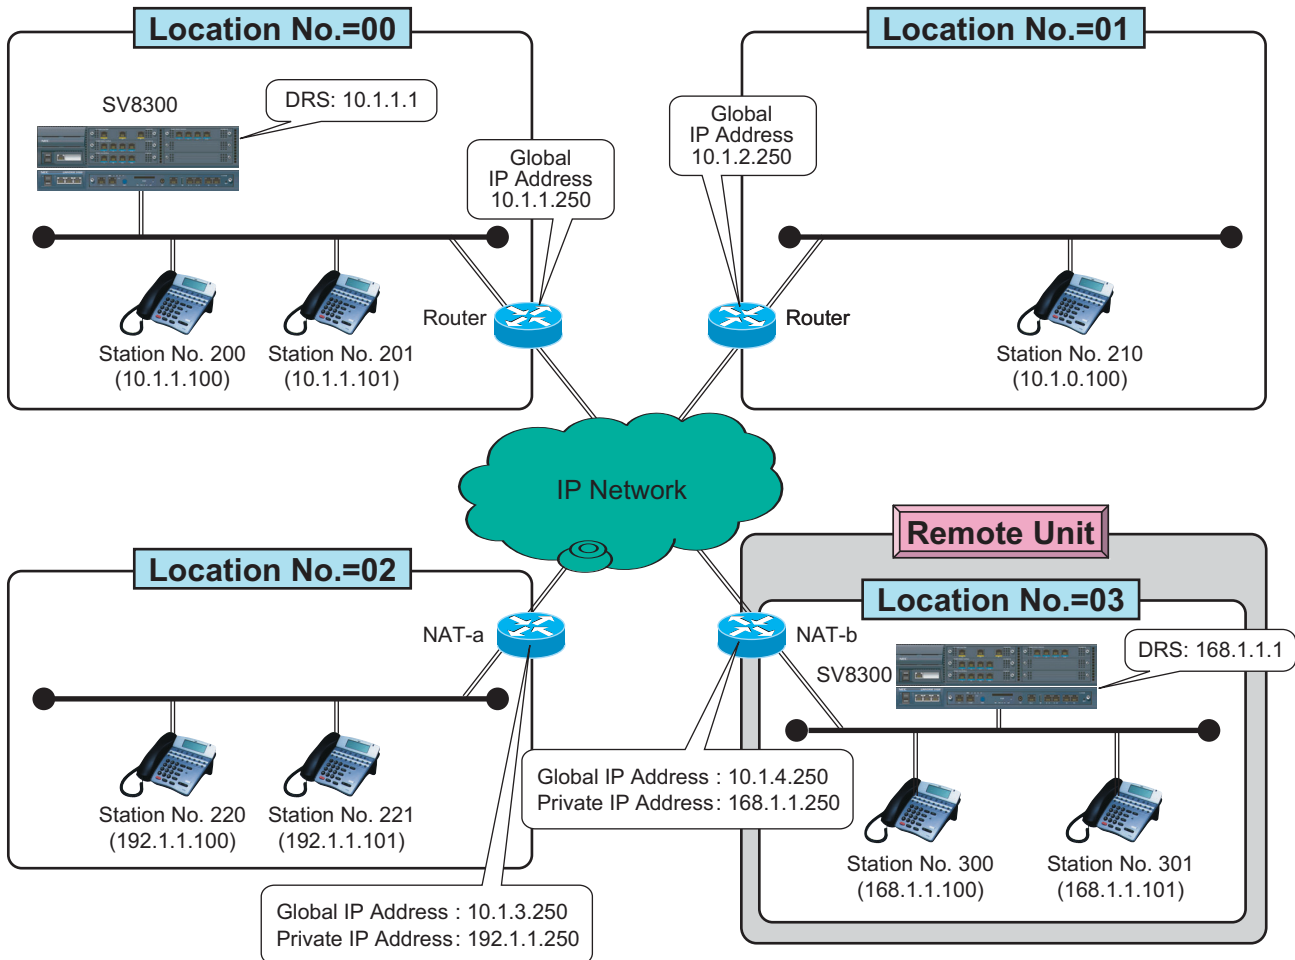 Location No.=00
Location No.=01
SV8300
DRS: 10.1.1.1
Global
IP Address
10.1.1.250
Global
IP Address
10.1.2.250
Router
Router
Station No. 200
(10.1.1.100)
Station No. 201
(10.1.1.101)
Station No. 210
(10.1.0.100)
IP Network
Remote Unit
Location No.=02
Location No.=03
NAT-a
NAT-b
SV8300
DRS: 168.1.1.1
Station No. 220
(192.1.1.100)
Station No. 221
(192.1.1.101)
Global IP Address : 10.1.4.250
Private IP Address : 168.1.1.250
Station No. 300
(168.1.1.100)
Station No. 301
(168.1.1.101)
Global IP Address : 10.1.3.250
Private IP Address : 192.1.1.250